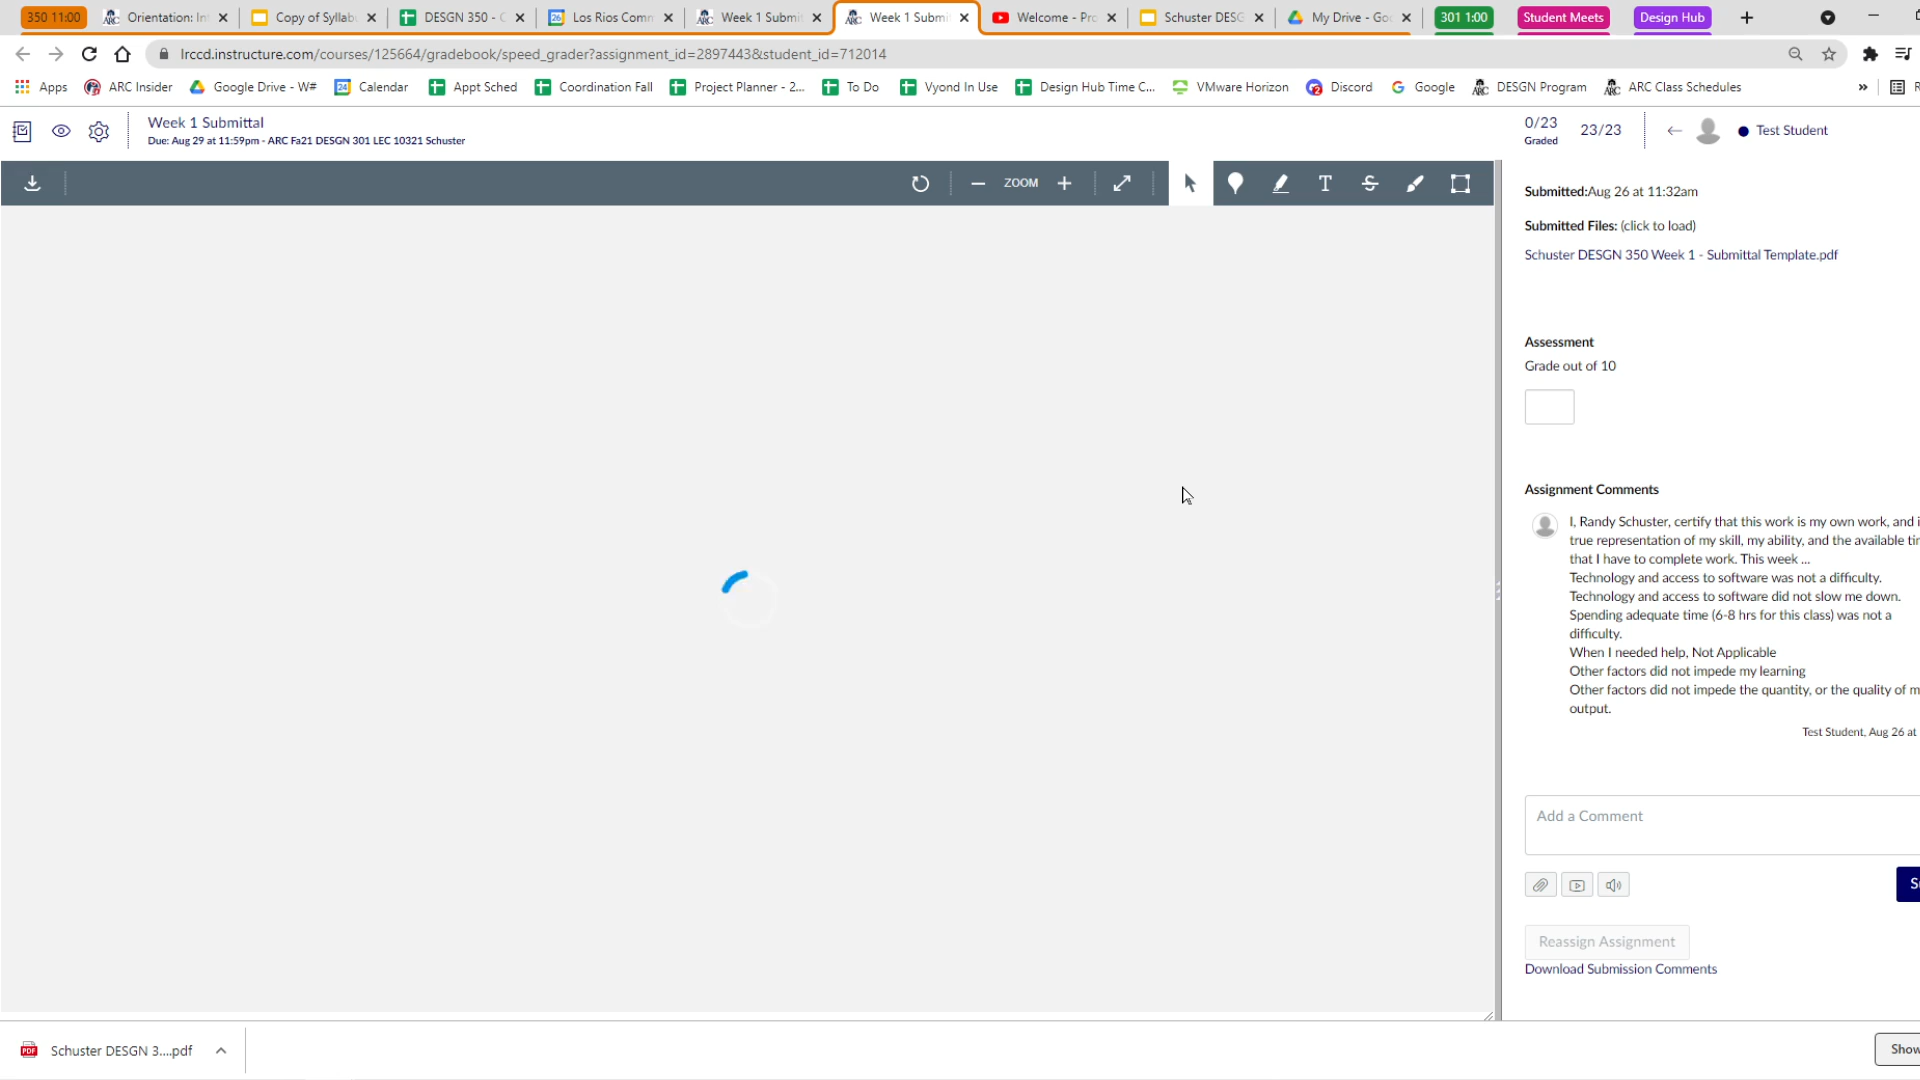 350 11:00
Orientation: In
Copy of Syllab
DESGN 350 - C
Los Rios Comm
Week 1 Submit
Week 1 Submi
Welcome - Pro
Schuster DESG
My Drive - Goo
301 1:00
Student Meets
Design Hub
lrccd.instructure.com/courses/125664/gradebook/speed_grader?assignment_id=2897443&student_id=712014
Apps
ARC Insider
Google Drive - W#
24 Calendar
Appt Sched
Coordination Fall
Project Planner - 2...
To Do
Vyond In Use
Design Hub Time C...
VMware Horizon
Discord
Google
DESGN Program
ARC Class Schedules
»
Week 1 Submittal
Due: Aug 29 at 11:59pm - ARC Fa21 DESGN 301 LEC 10321 Schuster
0/23
Graded
23/23
Test Student
ZOOM
Submitted:Aug 26 at 11:32am
Submitted Files: (click to load)
Schuster DESGN 350 Week 1 - Submittal Template.pdf
Assessment
Grade out of 10
Assignment Comments
I, Randy Schuster, certify that this work is my own work, and i
true representation of my skill, my ability, and the available tir
that I have to complete work. This week ...
Technology and access to software was not a difficulty.
Technology and access to software did not slow me down.
Spending adequate time (6-8 hrs for this class) was not a
difficulty.
When I needed help, Not Applicable
Other factors did not impede my learning
Other factors did not impede the quantity, or the quality of m
output.
Test Student, Aug 26 at
Add a Comment
Reassign Assignment
Download Submission Comments
PDF Schuster DESGN 3....pdf
Show